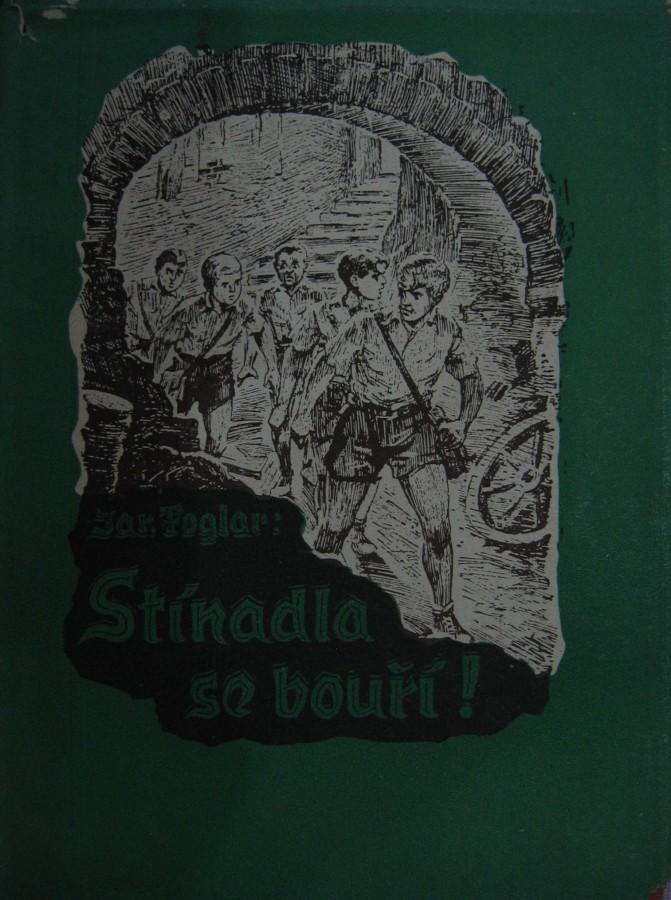 Jar. Foglar:
Stínadla
se bouří!